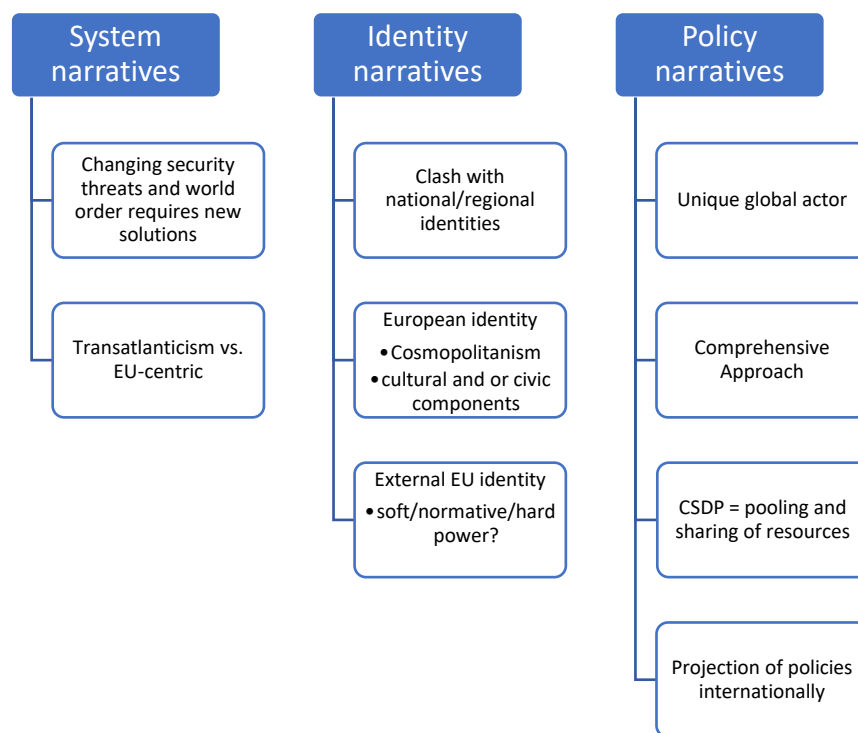 System
narratives
Changing security
threats and world
order requires new
solutions
Transatlanticism vs.
EU-centric
Identity
narratives
Clash with
national/regional
identities
European identity
•Cosmopolitanism
•cultural and or civic
components
External EU identity
•soft/normative/hard
power?
Policy
narratives
Unique global actor
Comprehensive
Approach
CSDP = pooling and
sharing of resources
Projection of policies
internationally